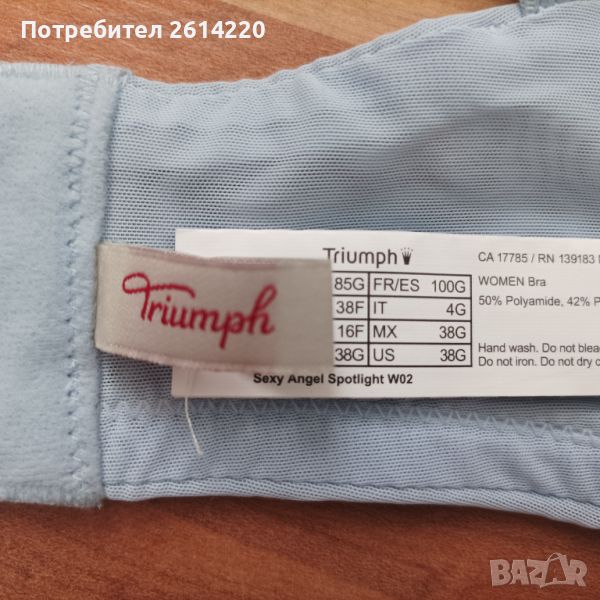 Потребител 2614220
Triumph
Triumph
CA 17785 / RN 139183
85G FR/ES 100G
38F IT 4G
16F MX 38G
38G US 38G
WOMEN Bra
50% Polyamide, 42%
Hand wash. Do not
Do not iron. Do not dry
Sexy Angel Spotlight W02
BAZAR